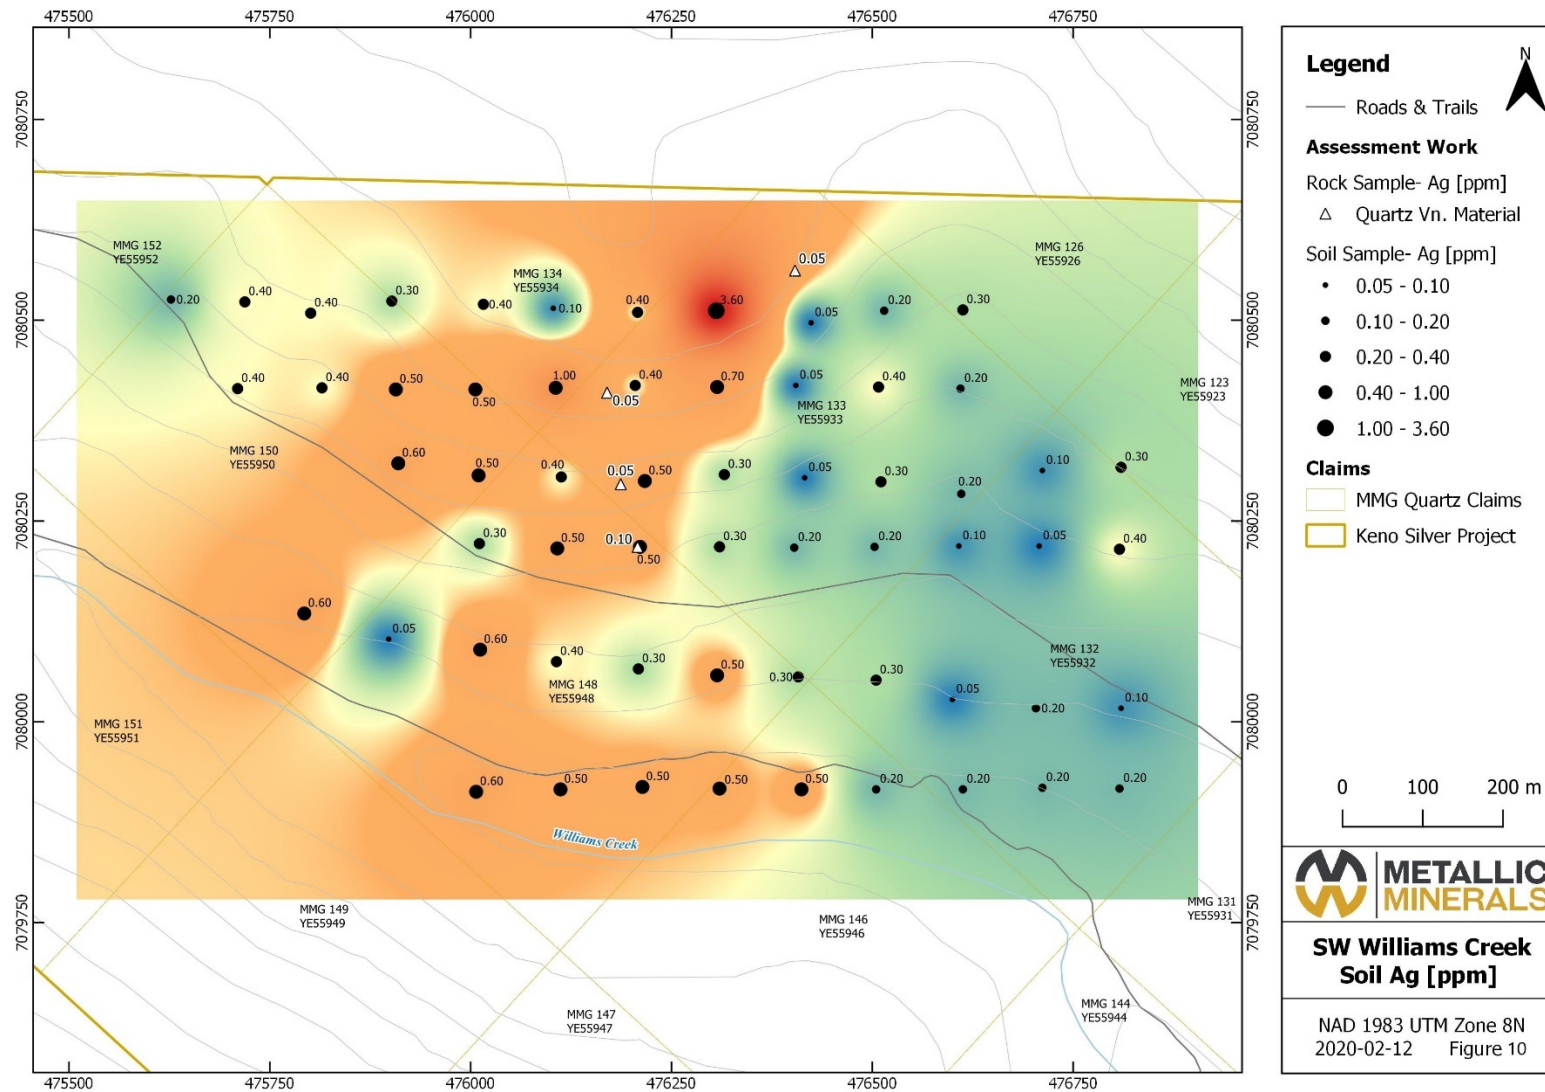 475500 475750 476000 476250 476500 476750
7080750 7080750
7080500 7080500
7080250 7080250
7080000 7080000
7079750 7079750
475500 475750 476000 476250 476500 476750
MMG 152
YE55952
MMG 134
YE55934
0.05
MMG 126
YE55926
0.20
0.40
0.40
0.30
0.40
0.10
0.40
3.60
0.05
0.20
0.30
0.40
0.40
0.50
0.50
1.00
0.40
0.05
0.70
0.05
0.40
0.20
MMG 133
YE55933
MMG 123
YE55923
MMG 150
YE55950
0.60
0.50
0.40
0.05
0.50
0.30
0.05
0.30
0.20
0.10
0.30
0.30
0.50
0.10
0.50
0.30
0.20
0.20
0.10
0.05
0.40
0.60
0.05
0.60
0.40
0.30
0.50
0.30
0.30
0.05
0.20
0.10
MMG 148
YE55948
MMG 132
YE55932
MMG 151
YE55951
0.60
0.50
0.50
0.50
0.50
0.20
0.20
0.20
0.20
Williams Creek
MMG 149
YE55949
MMG 146
YE55946
MMG 131
YE55931
MMG 147
YE55947
MMG 144
YE55944
Legend
N
Roads & Trails
Assessment Work
Rock Sample- Ag [ppm]
Quartz Vn. Material
Soil Sample- Ag [ppm]
0.05 - 0.10
0.10 - 0.20
0.20 - 0.40
0.40 - 1.00
1.00 - 3.60
Claims
MMG Quartz Claims
Keno Silver Project
0 100 200 m
METALLIC
MINERALS
SW Williams Creek
Soil Ag [ppm]
NAD 1983 UTM Zone 8N
2020-02-12 Figure 10